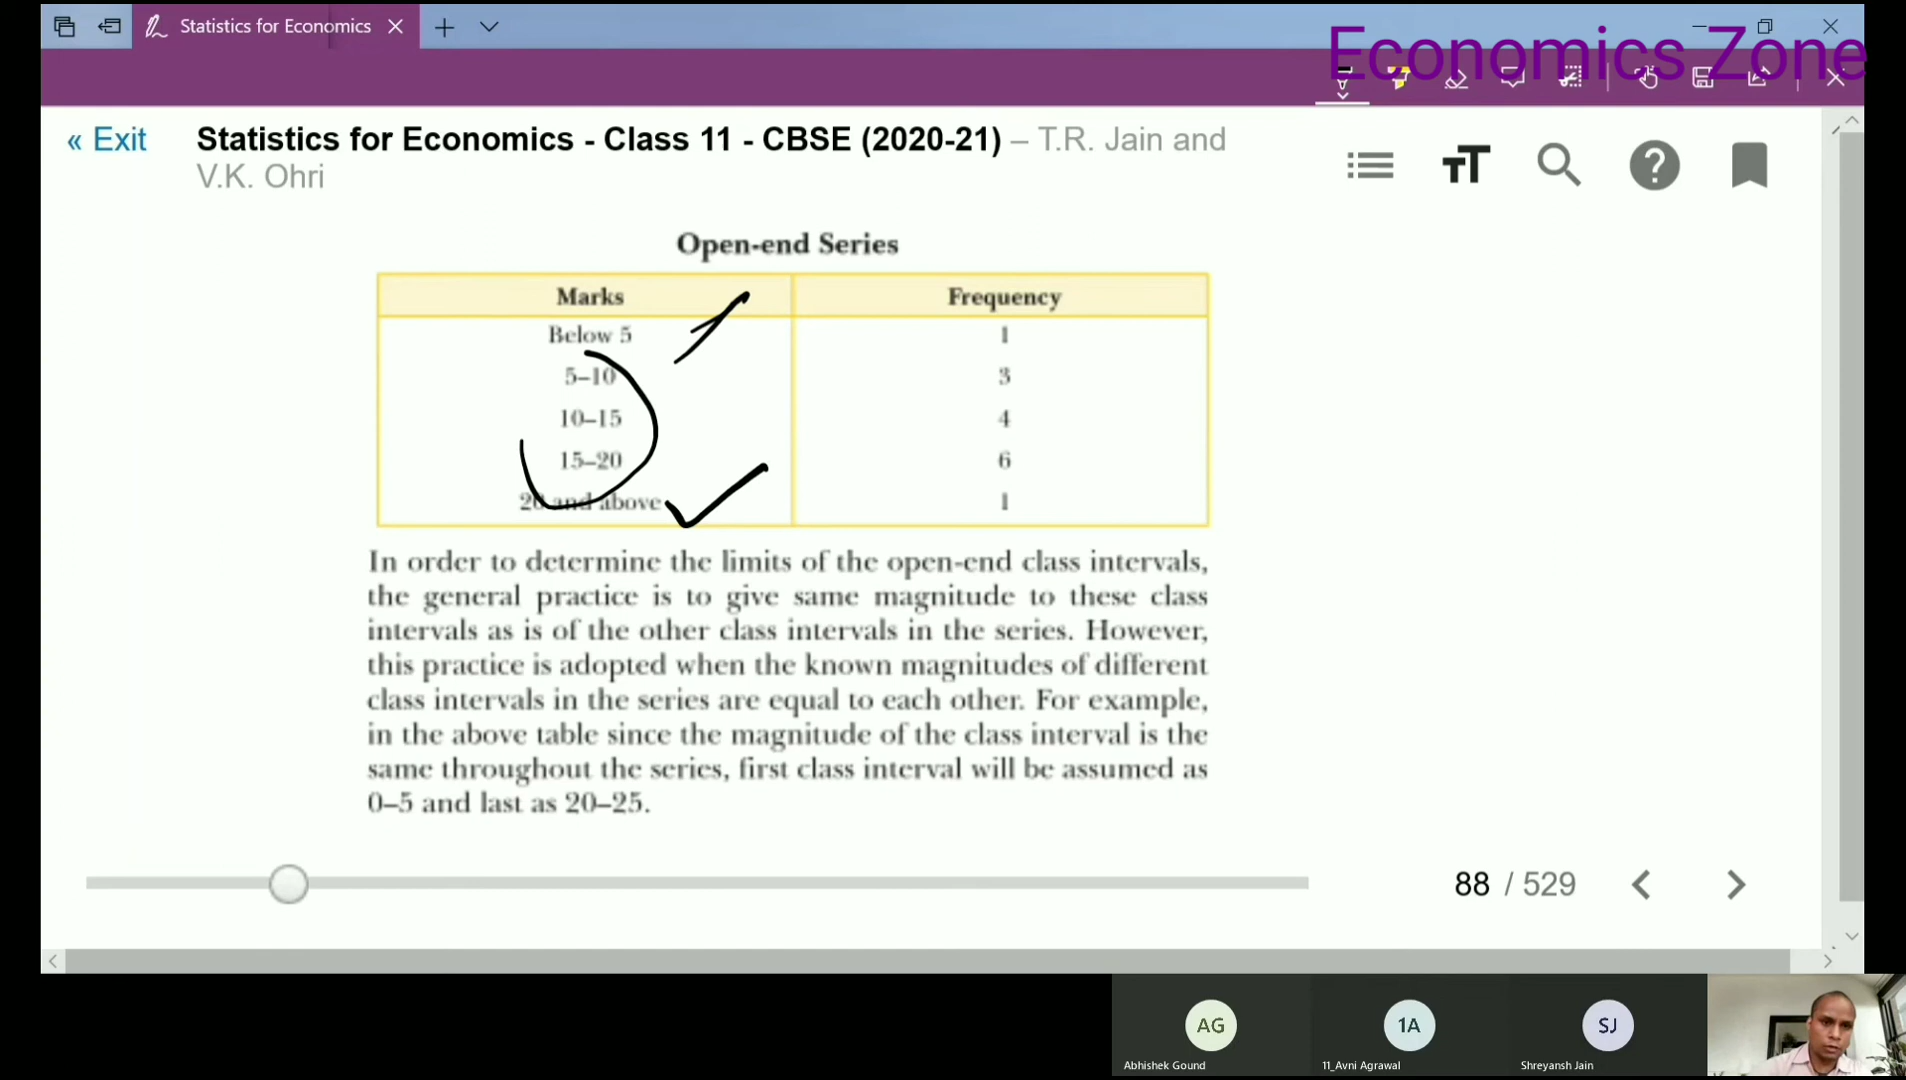 Statistics for Economics
Economics Zone
« Exit
Statistics for Economics - Class 11 - CBSE (2020-21) – T.R. Jain and
V.K. Ohri
Open-end Series
Marks Frequency
Below 5 1
5–10 3
10–15 4
15–20 6
20 and above 1
In order to determine the limits of the open-end class intervals,
the general practice is to give same magnitude to these class
intervals as is of the other class intervals in the series. However,
this practice is adopted when the known magnitudes of different
class intervals in the series are equal to each other. For example,
in the above table since the magnitude of the class interval is the
same throughout the series, first class interval will be assumed as
0–5 and last as 20–25.
88 / 529
AG 1A SJ
Abhishek Gound 11_Avni Agrawal Shreyansh Jain